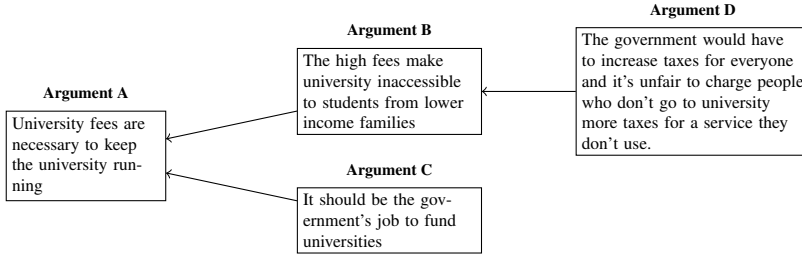 Argument D
The government would have
to increase taxes for everyone
and it's unfair to charge people
who don't go to university
more taxes for a service they
don't use.
Argument B
The high fees make
university inaccessible
to students from lower
income families
Argument A
University fees are
necessary to keep
the university run-
ning
Argument C
It should be the gov-
ernment's job to fund
universities